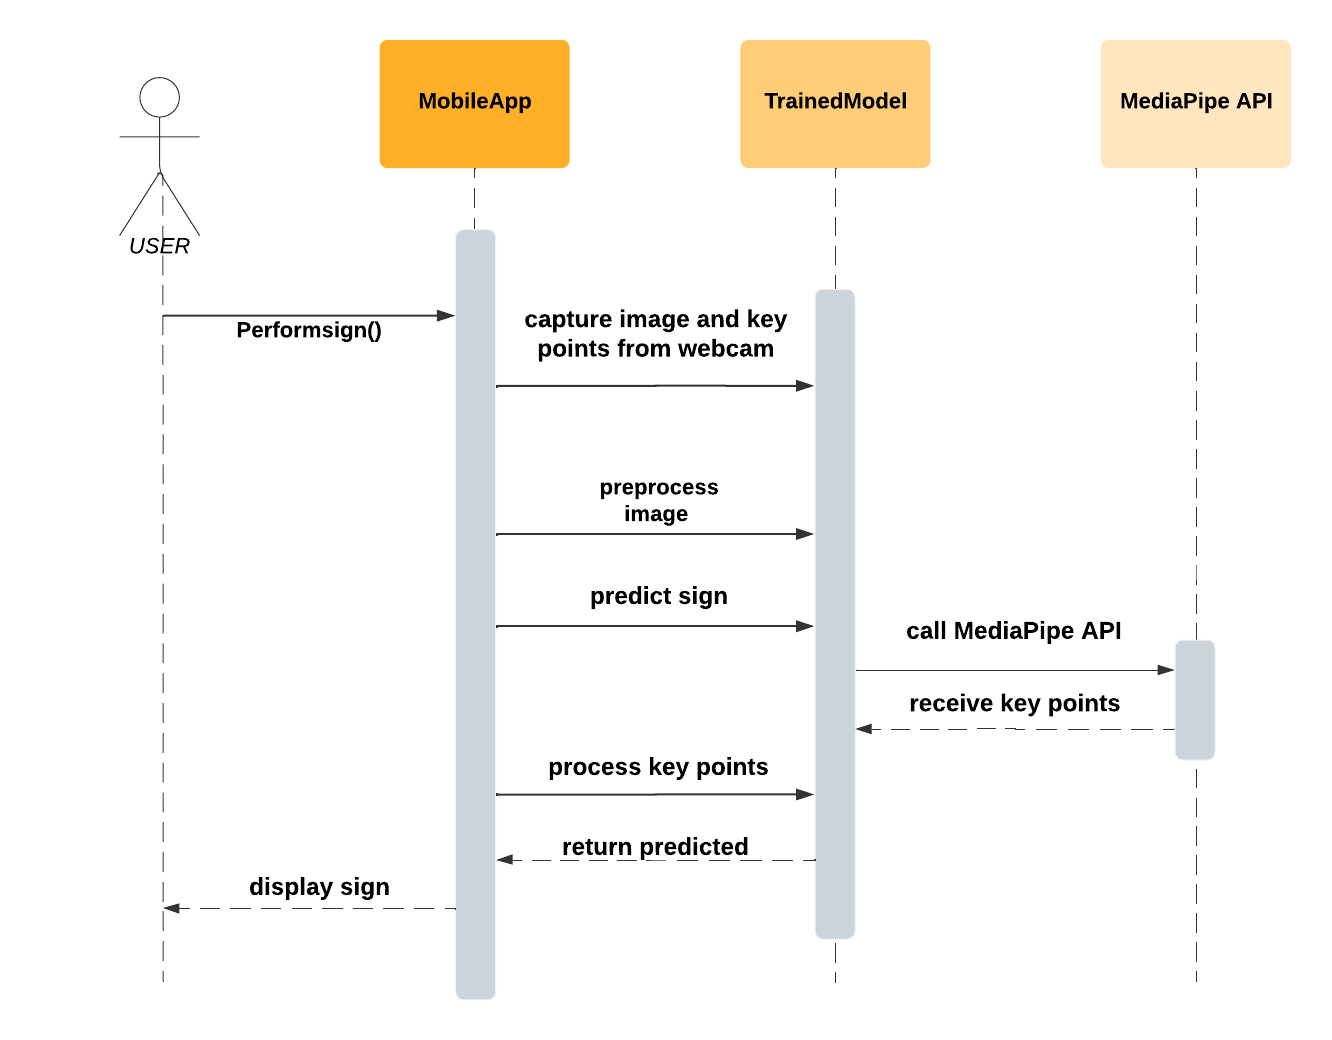 MobileApp
TrainedModel
MediaPipe API
USER
Performsign()
capture image and key
points from webcam
preprocess
image
predict sign
call MediaPipe API
receive key points
process key points
return predicted
display sign